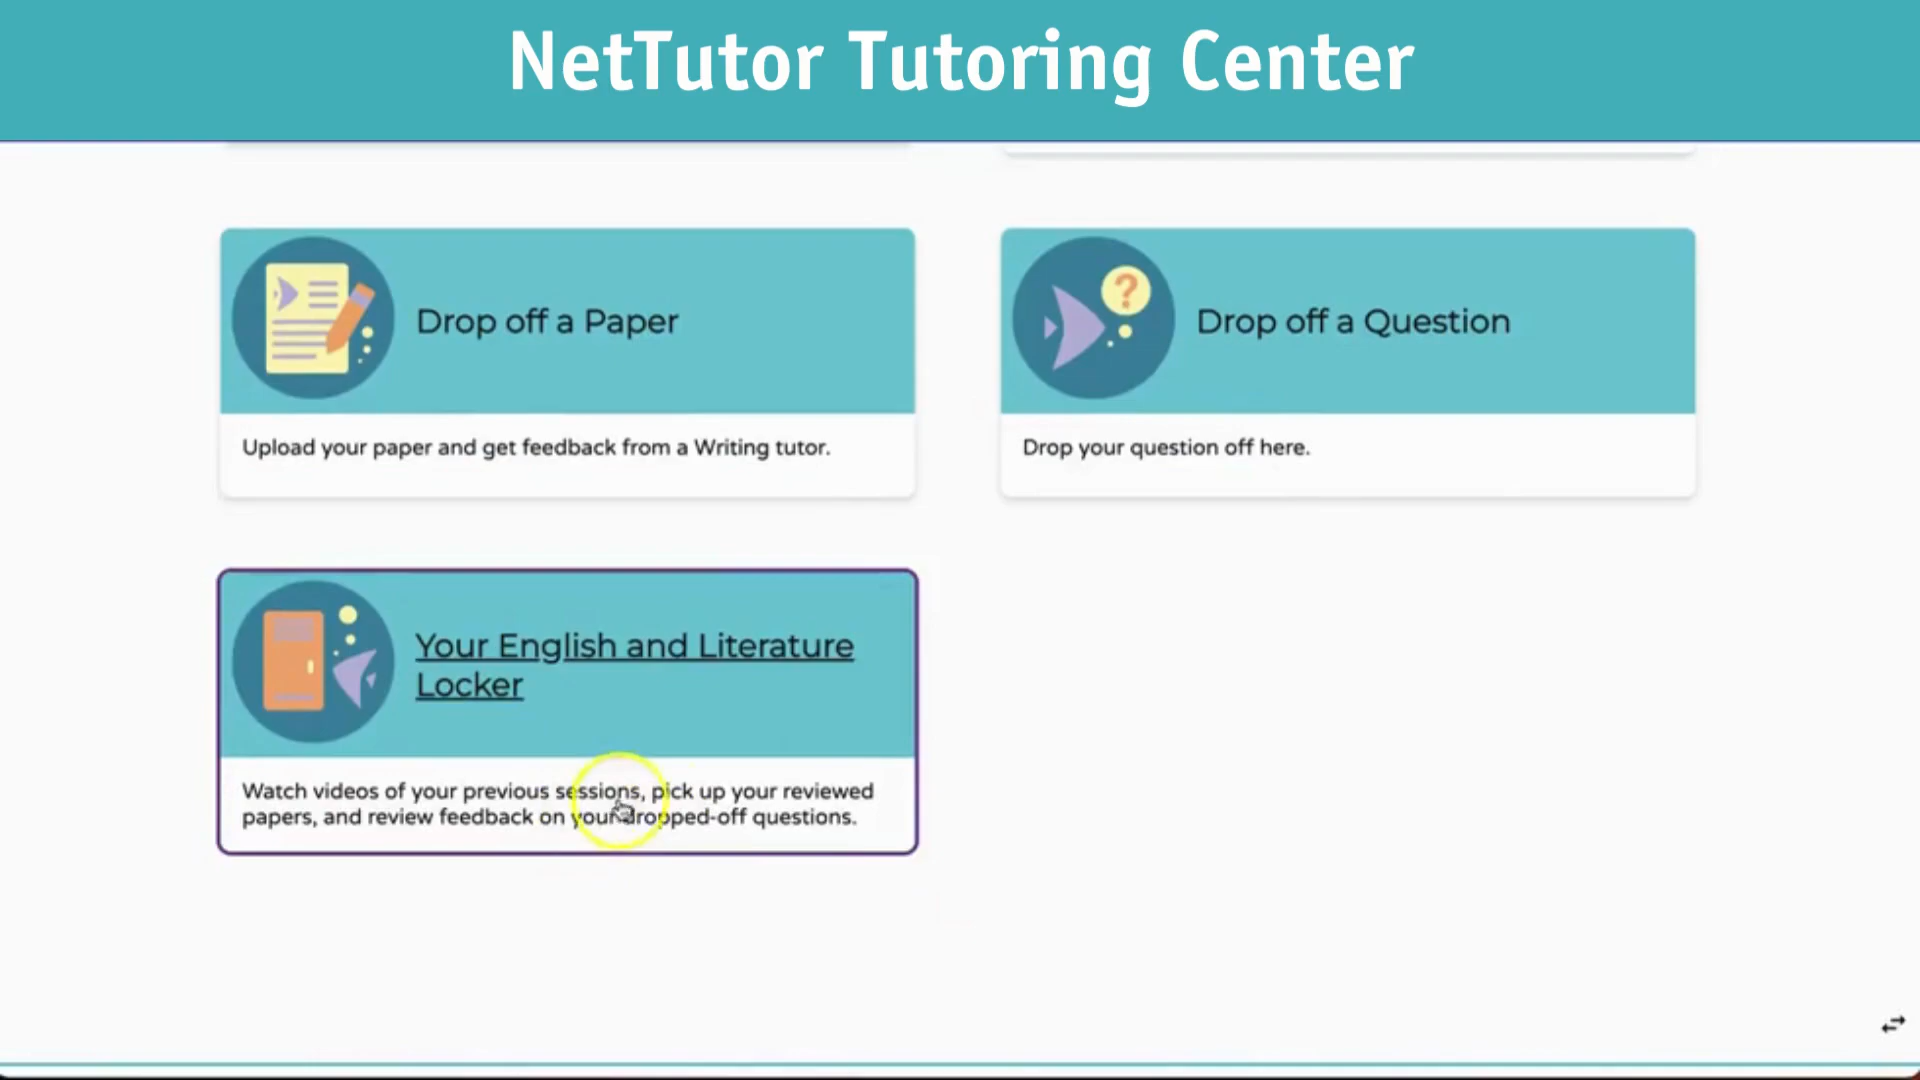 NetTutor Tutoring Center
Drop off a Paper
Upload your paper and get feedback from a Writing tutor.
?
Drop off a Question
Drop your question off here.
Your English and Literature
Locker
Watch videos of your previous sessions, pick up your reviewed
papers, and review feedback on your dropped-off questions.